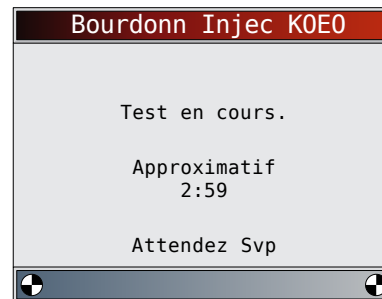 Bourdonn Injec KOEO
Test en cours.
Approximatif
2:59
Attendez Svp